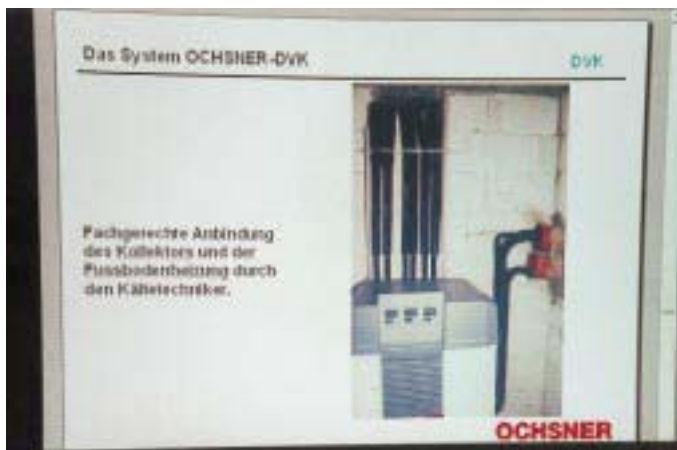 Das System OCHSNER-DVK
DVK
Fachgerechte Anbindung
des Kollektors und der
Fussbodenheizung durch
den Kältetechniker.
OCHSNER